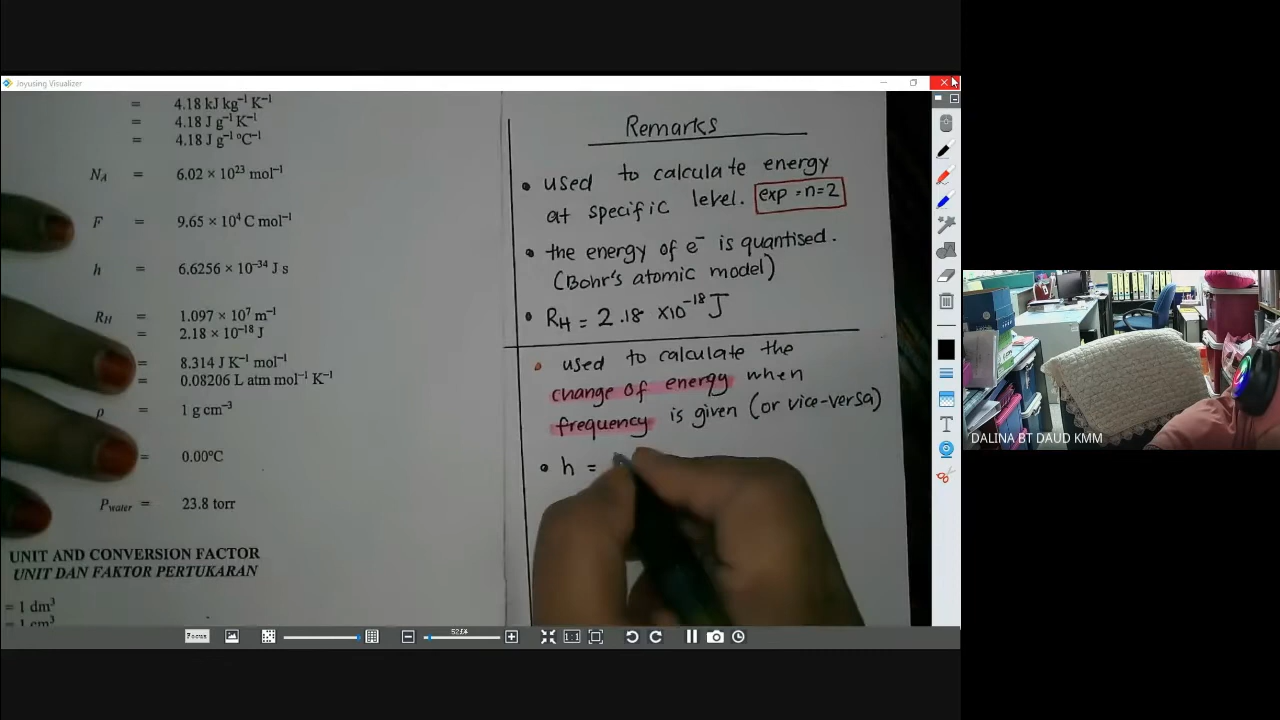 Joyusing Visualizer
= 4.18 kJ kg⁻¹ K⁻¹
= 4.18 J g⁻¹ K⁻¹
= 4.18 J g⁻¹ °C⁻¹
N_A = 6.02 × 10²³ mol⁻¹
F = 9.65 × 10⁴ C mol⁻¹
h = 6.6256 × 10⁻³⁴ J s
R_H = 1.097 × 10⁷ m⁻¹
= 2.18 × 10⁻¹⁸ J
= 8.314 J K⁻¹ mol⁻¹
= 0.08206 L atm mol⁻¹ K⁻¹
ρ = 1 g cm⁻³
= 0.00°C
P_water = 23.8 torr
UNIT AND CONVERSION FACTOR
UNIT DAN FAKTOR PERTUKARAN
= 1 dm³
= 1 cm³
Remarks
• used to calculate energy
at specific level. exp = n=2
• the energy of e⁻ is quantised.
(Bohr's atomic model)
• R_H = 2.18 ×10⁻¹⁸ J
• used to calculate the
change of energy when
frequency is given (or vice-versa)
• h =
DALINA BT DAUD KMM
Focus
1:1